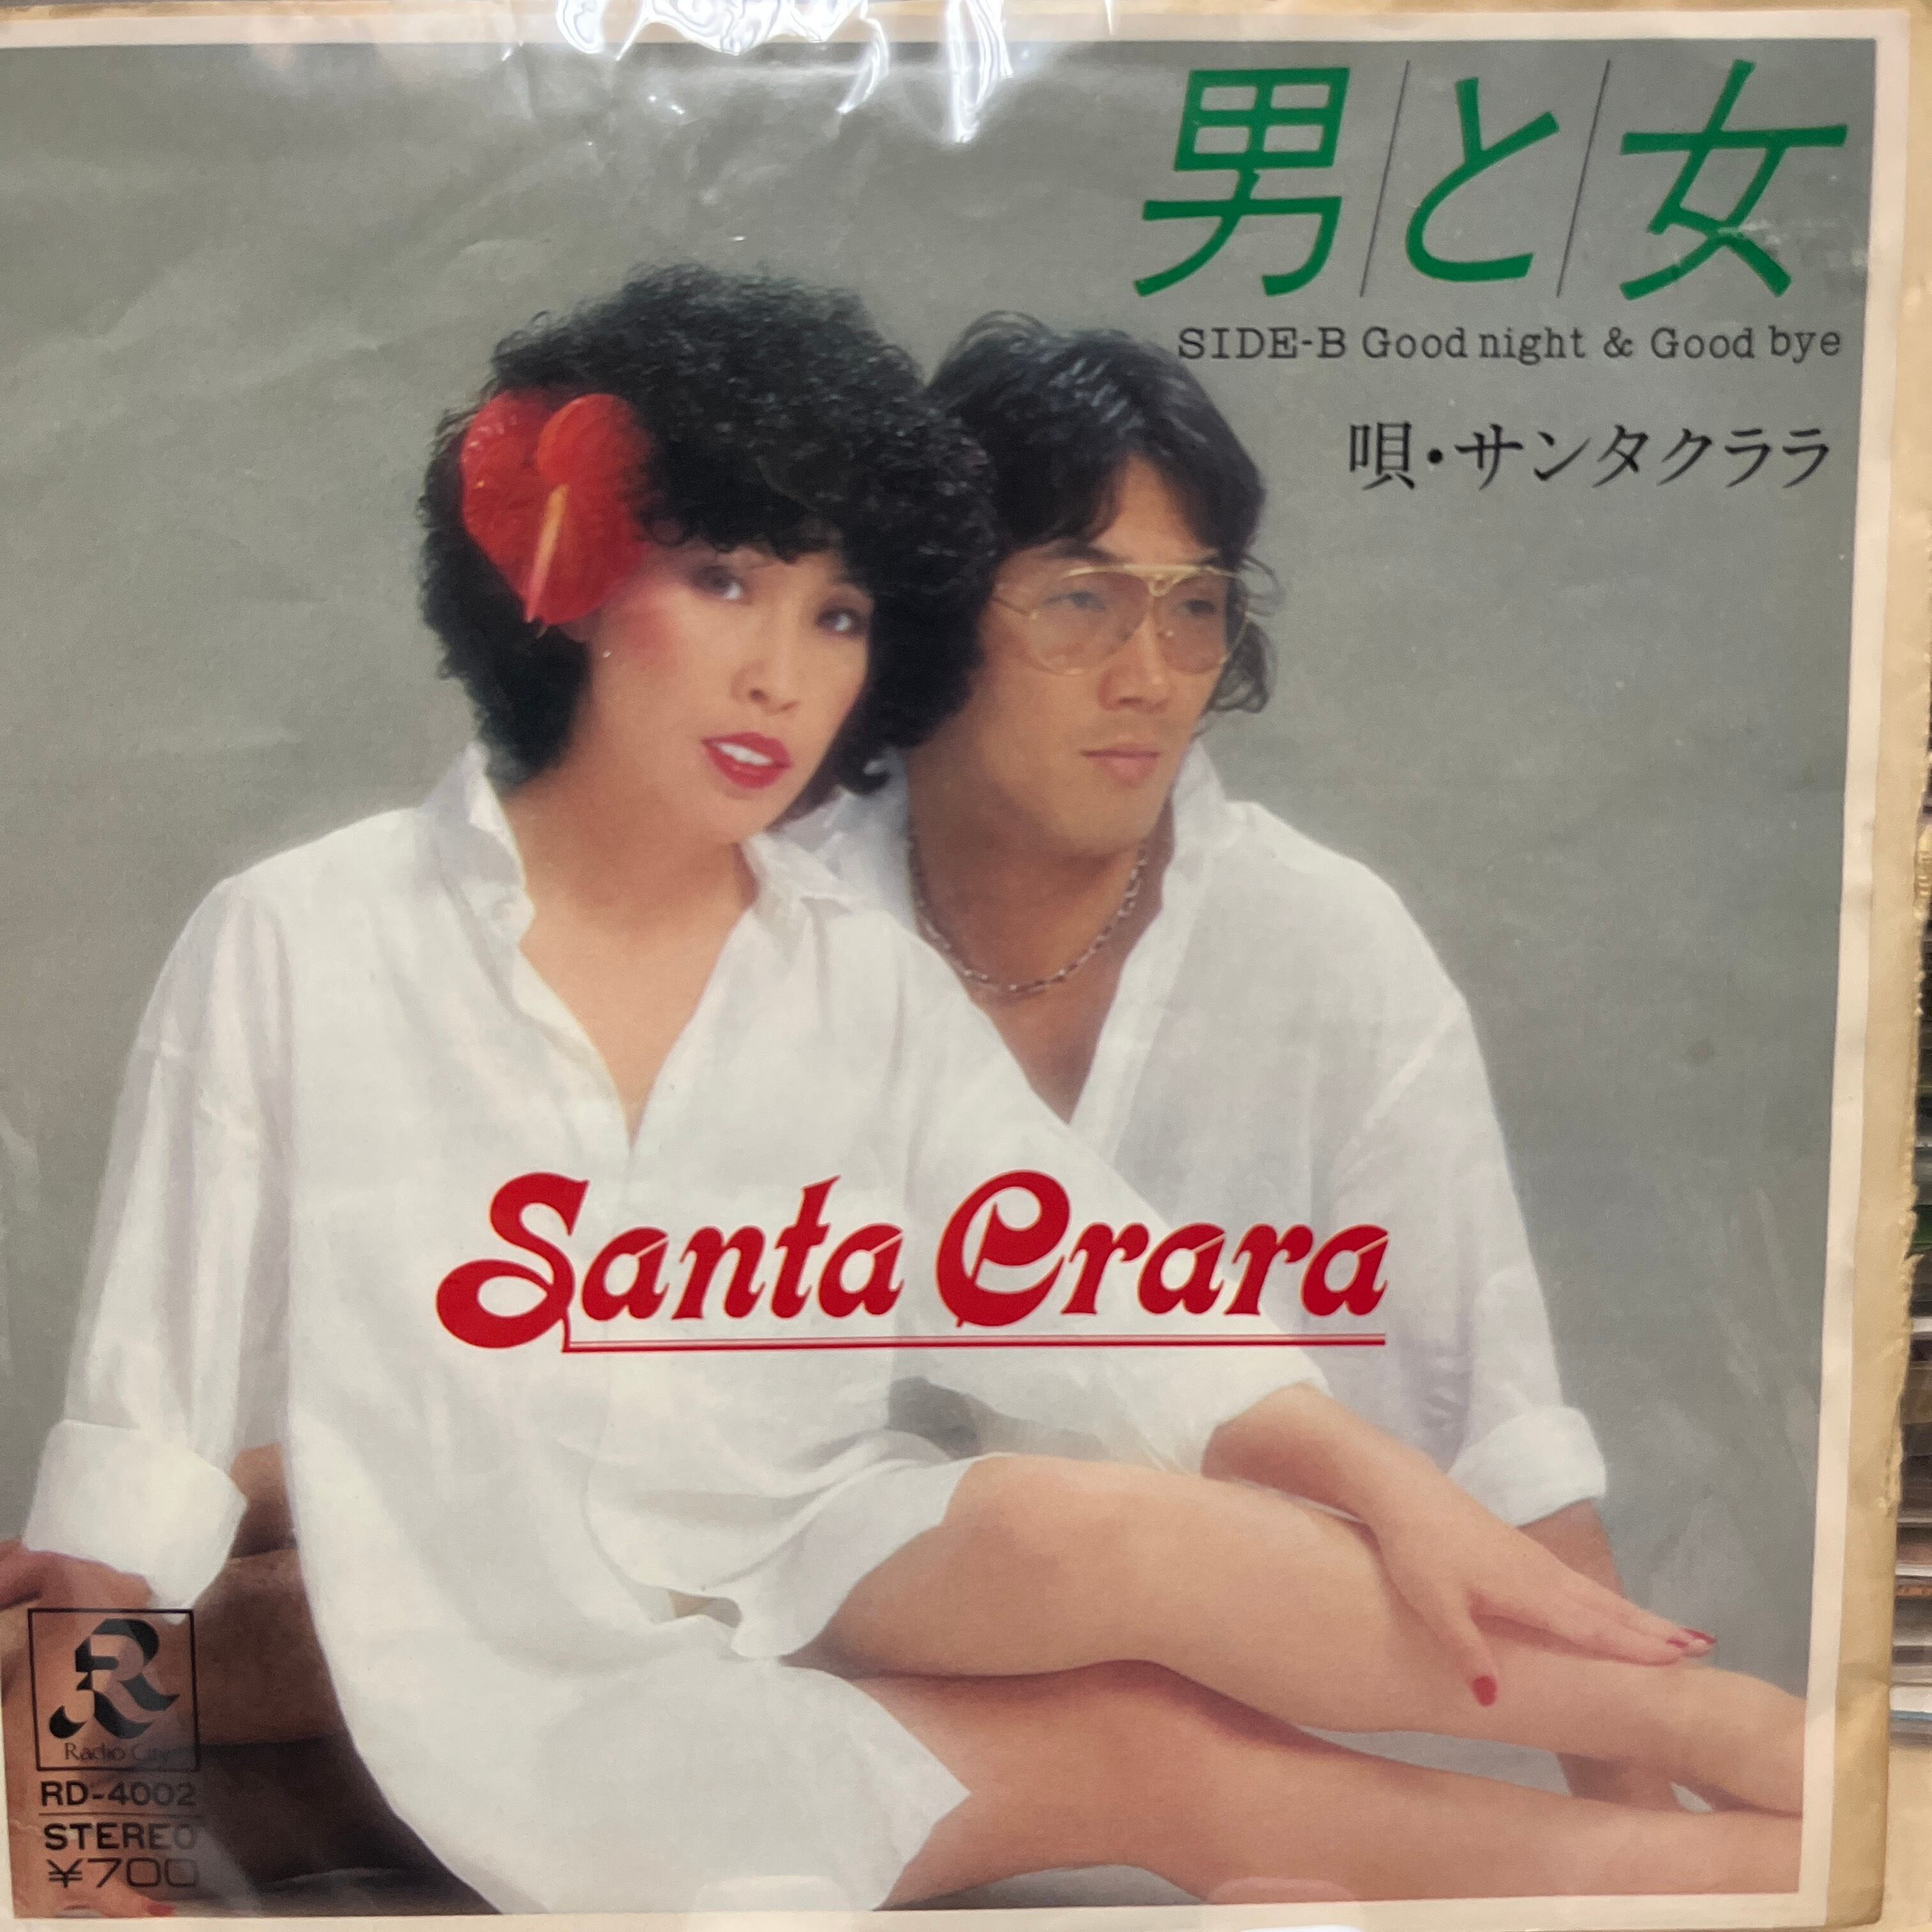 男と女
SIDE-B Good night & Good bye
唄・サンタクララ
Santa Crara
R
Radio City
RD-4002
STEREO
¥700